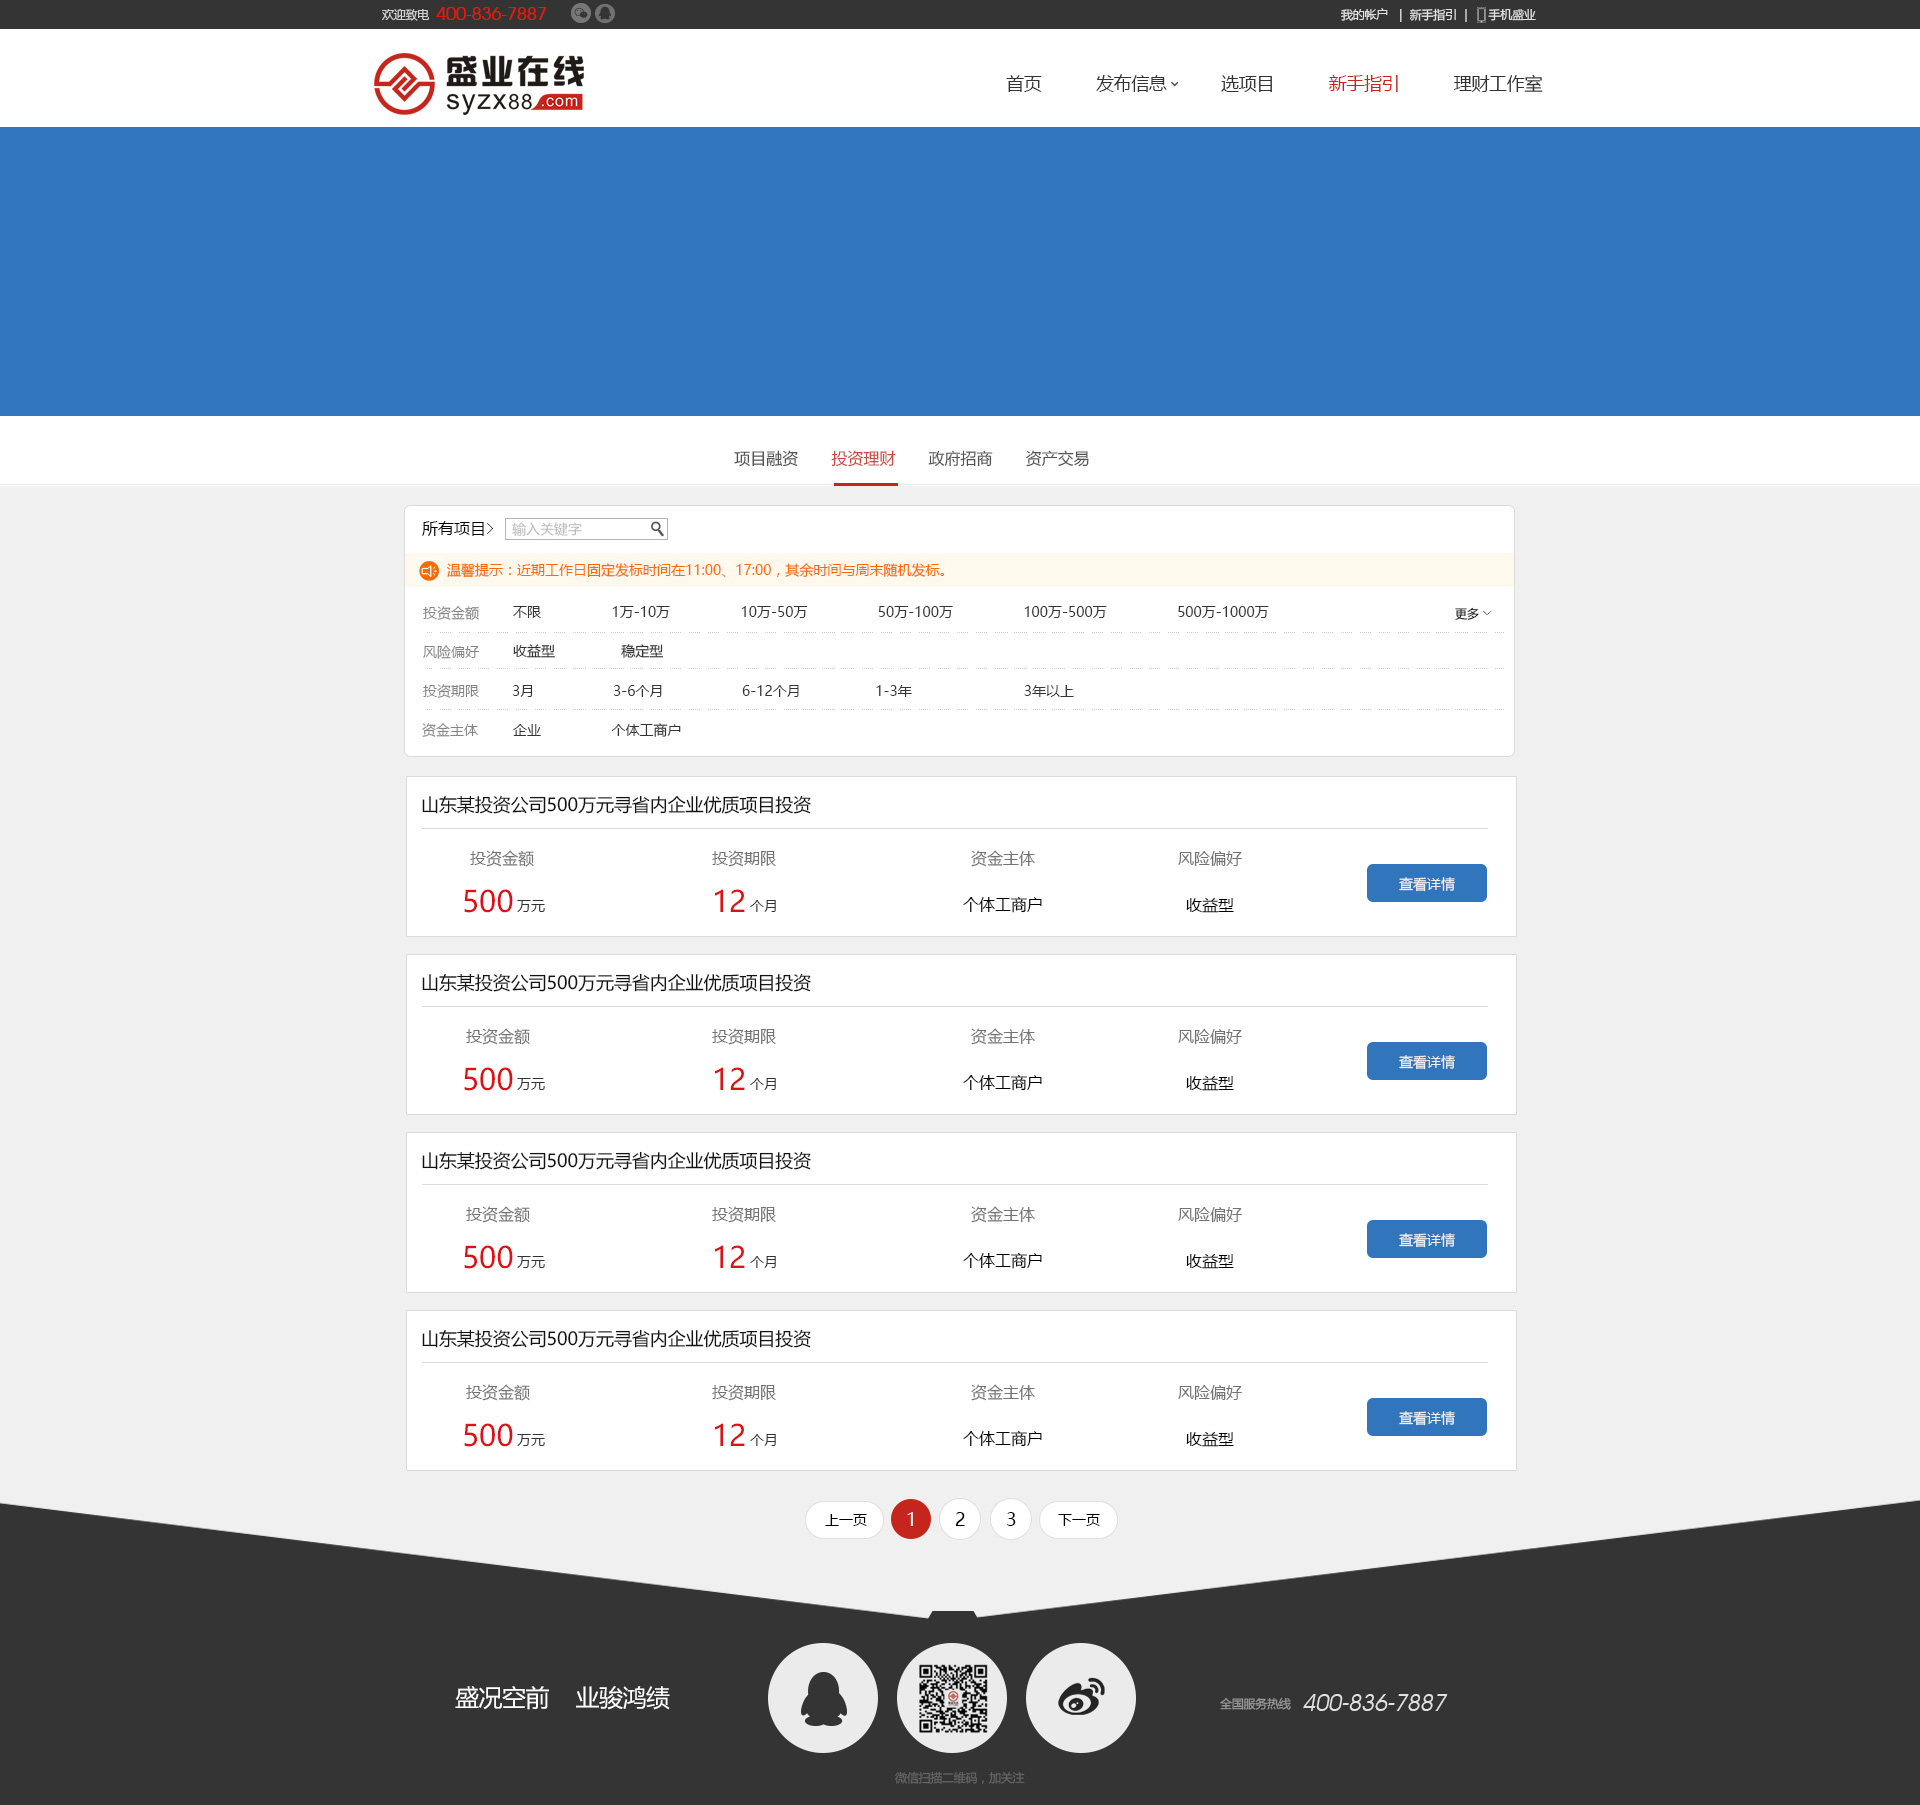 欢迎致电 400-836-7887
我的帐户 | 新手指引 | 手机盛业
盛业在线
syzx88.com
首页 发布信息 选项目 新手指引 理财工作室
项目融资 投资理财 政府招商 资产交易
所有项目 输入关键字
温馨提示：近期工作日固定发标时间在11:00、17:00，其余时间与周末随机发标。
投资金额 不限 1万-10万 10万-50万 50万-100万 100万-500万 500万-1000万 更多
风险偏好 收益型 稳定型
投资期限 3月 3-6个月 6-12个月 1-3年 3年以上
资金主体 企业 个体工商户
山东某投资公司500万元寻省内企业优质项目投资
投资金额 投资期限 资金主体 风险偏好
500 万元 12 个月 个体工商户 收益型
查看详情
山东某投资公司500万元寻省内企业优质项目投资
投资金额 投资期限 资金主体 风险偏好
500 万元 12 个月 个体工商户 收益型
查看详情
山东某投资公司500万元寻省内企业优质项目投资
投资金额 投资期限 资金主体 风险偏好
500 万元 12 个月 个体工商户 收益型
查看详情
山东某投资公司500万元寻省内企业优质项目投资
投资金额 投资期限 资金主体 风险偏好
500 万元 12 个月 个体工商户 收益型
查看详情
上一页 1 2 3 下一页
盛况空前 业骏鸿绩
全国服务热线 400-836-7887
微信扫描二维码，加关注